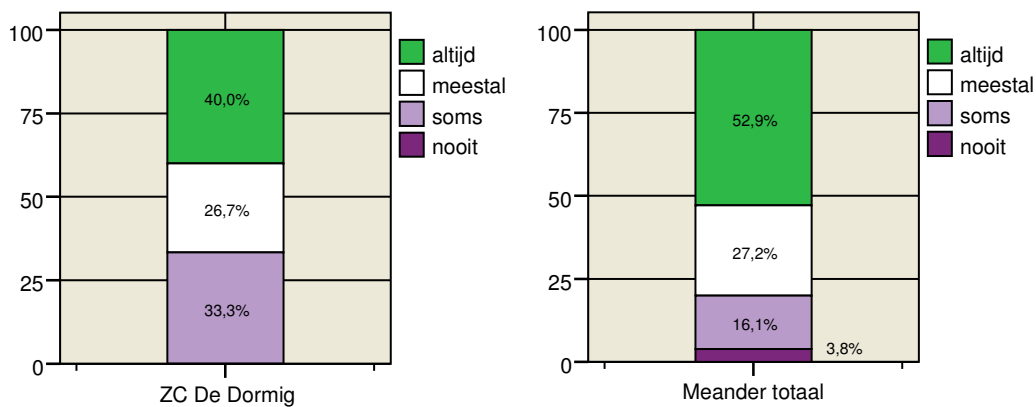 100
75
50
25
0
40,0%
26,7%
33,3%
ZC De Dormig
altijd
meestal
soms
nooit
100
75
50
25
0
52,9%
27,2%
16,1%
3,8%
Meander totaal
altijd
meestal
soms
nooit